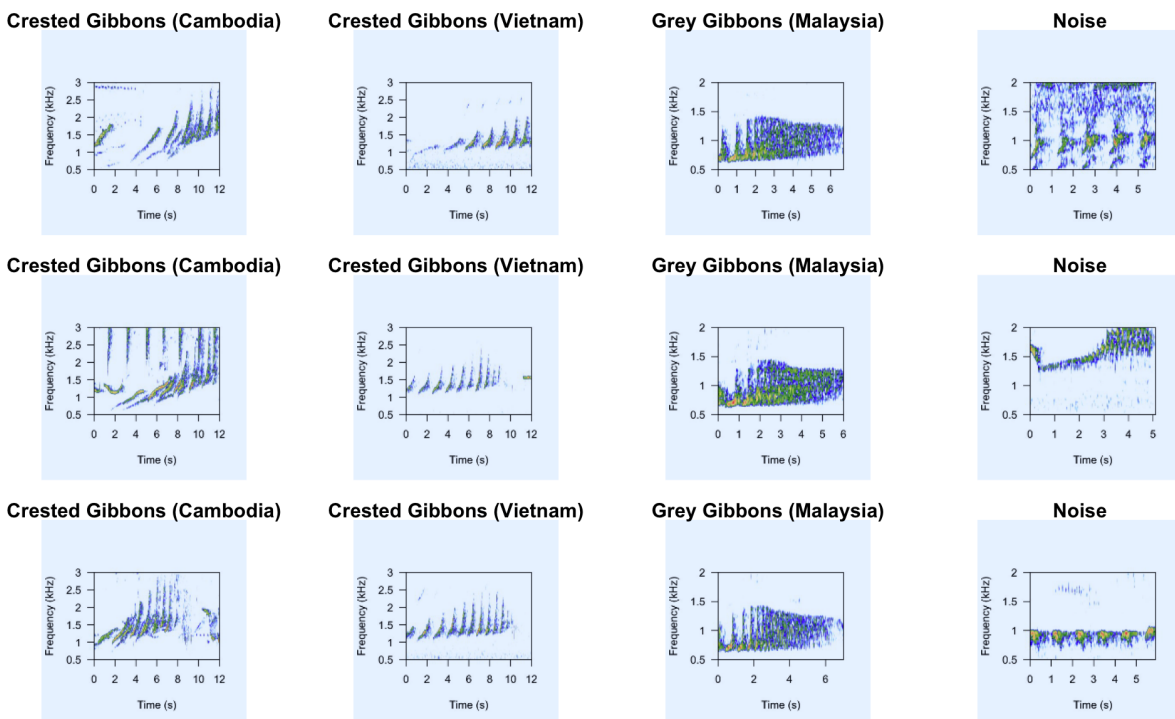 Crested Gibbons (Cambodia) Crested Gibbons (Vietnam) Grey Gibbons (Malaysia) Noise
3 3 2 2
2.5 2.5
2 2 1.5 1.5
Frequency (kHz) Frequency (kHz) Frequency (kHz) Frequency (kHz)
1.5 1.5
1 1 1 1
0.5 0.5 0.5 0.5
0 2 4 6 8 10 12 0 2 4 6 8 10 12 0 1 2 3 4 5 6 0 1 2 3 4 5
Time (s) Time (s) Time (s) Time (s)
Crested Gibbons (Cambodia) Crested Gibbons (Vietnam) Grey Gibbons (Malaysia) Noise
3 3 2 2
2.5 2.5
2 2 1.5 1.5
Frequency (kHz) Frequency (kHz) Frequency (kHz) Frequency (kHz)
1.5 1.5
1 1 1 1
0.5 0.5 0.5 0.5
0 2 4 6 8 10 12 0 2 4 6 8 10 12 0 1 2 3 4 5 6 0 1 2 3 4 5
Time (s) Time (s) Time (s) Time (s)
Crested Gibbons (Cambodia) Crested Gibbons (Vietnam) Grey Gibbons (Malaysia) Noise
3 3 2 2
2.5 2.5
2 2 1.5 1.5
Frequency (kHz) Frequency (kHz) Frequency (kHz) Frequency (kHz)
1.5 1.5
1 1 1 1
0.5 0.5 0.5 0.5
0 2 4 6 8 10 12 0 2 4 6 8 10 12 0 2 4 6 0 1 2 3 4 5
Time (s) Time (s) Time (s) Time (s)